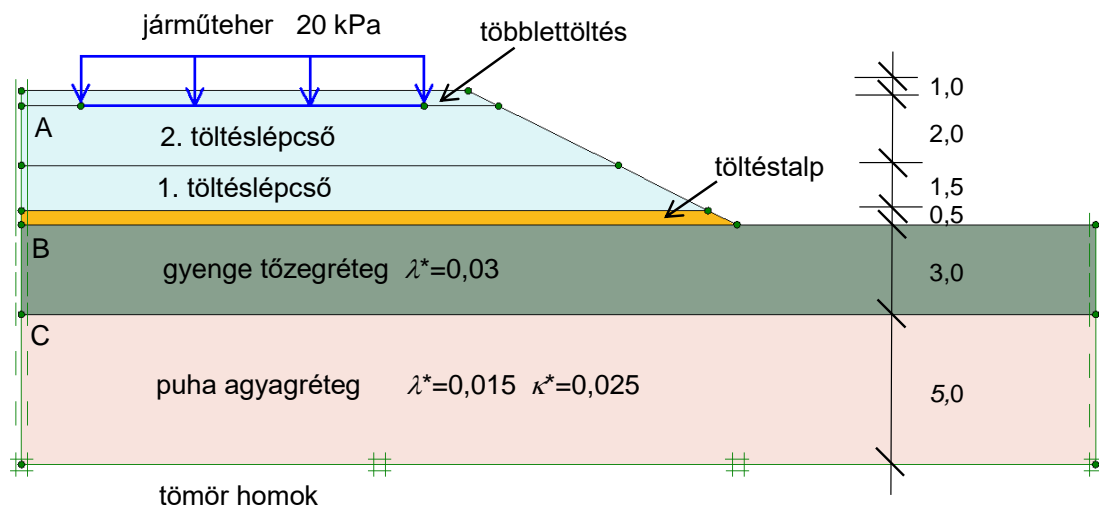 járműteher 20 kPa
többlettöltés
1,0
A
2. töltéslépcső
2,0
töltéstalp
1. töltéslépcső
1,5
0,5
B
gyenge tőzegréteg λ*=0,03
3,0
C
puha agyagréteg λ*=0,015 κ*=0,025
5,0
tömör homok